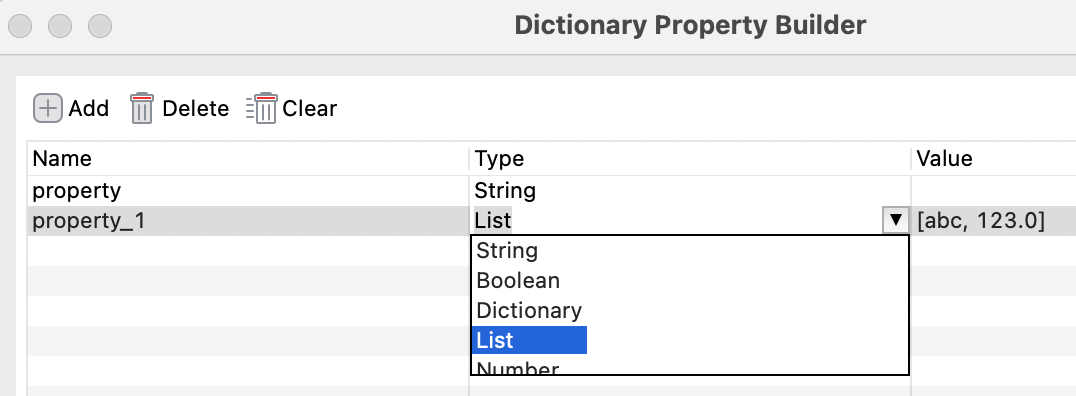 Dictionary Property Builder
Add Delete Clear
Name Type Value
property String
property_1 List ▼ [abc, 123.0]
String
Boolean
Dictionary
List
Number